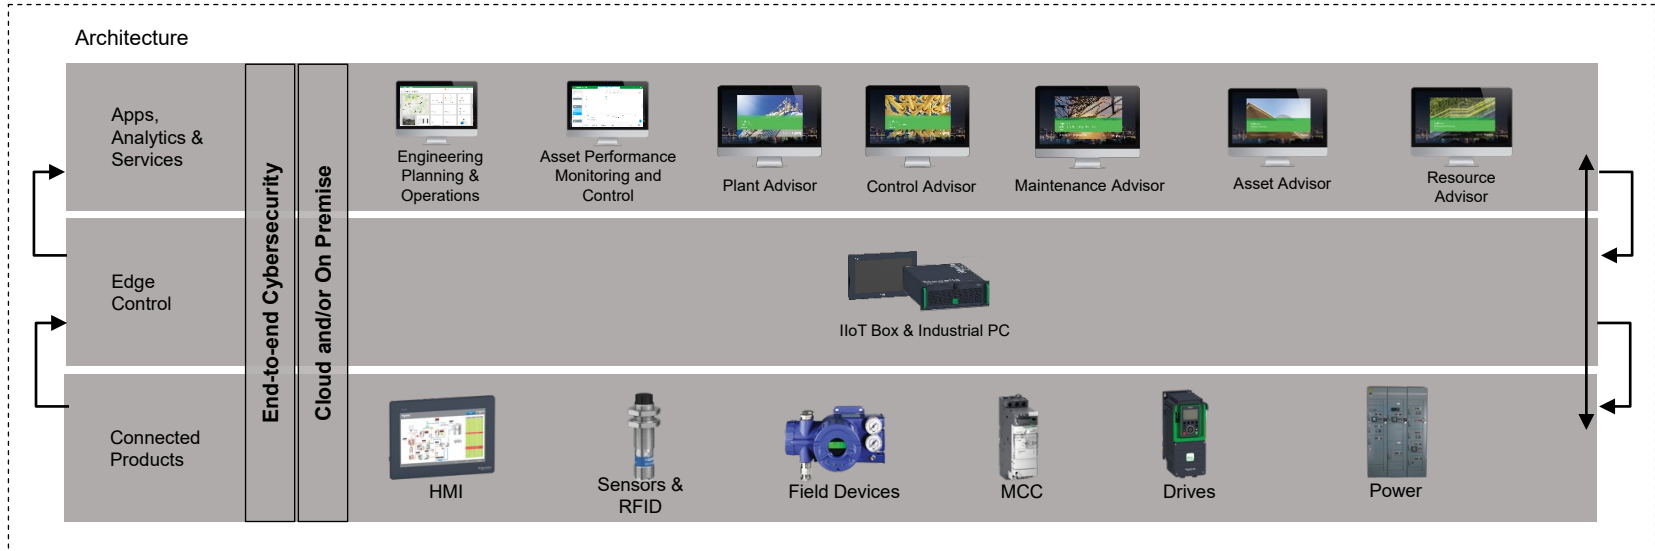 Architecture
Apps,
Analytics &
Services
End-to-end Cybersecurity
Cloud and/or On Premise
Engineering
Planning &
Operations
Asset Performance
Monitoring and
Control
Plant Advisor
Control Advisor
Maintenance Advisor
Asset Advisor
Resource
Advisor
Edge
Control
IIoT Box & Industrial PC
Connected
Products
HMI
Sensors &
RFID
Field Devices
MCC
Drives
Power